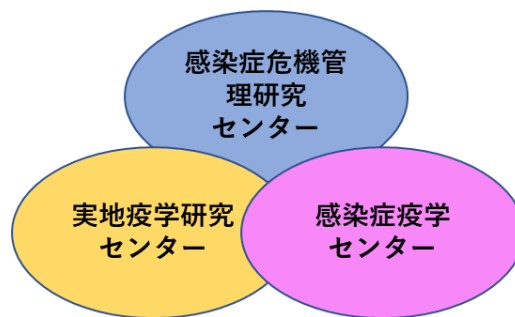 感染症危機管
理研究
センター
実地疫学研究
センター
感染症疫学
センター